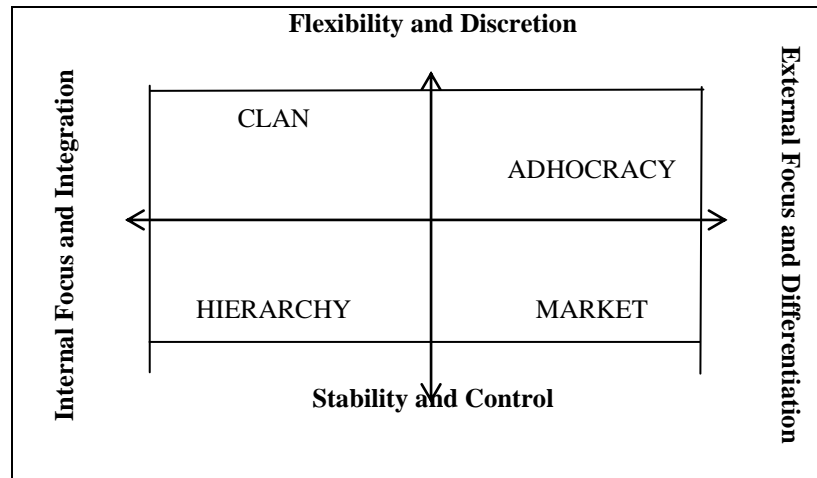 Flexibility and Discretion
Internal Focus and Integration
External Focus and Differentiation
CLAN
ADHOCRACY
HIERARCHY
MARKET
Stability and Control